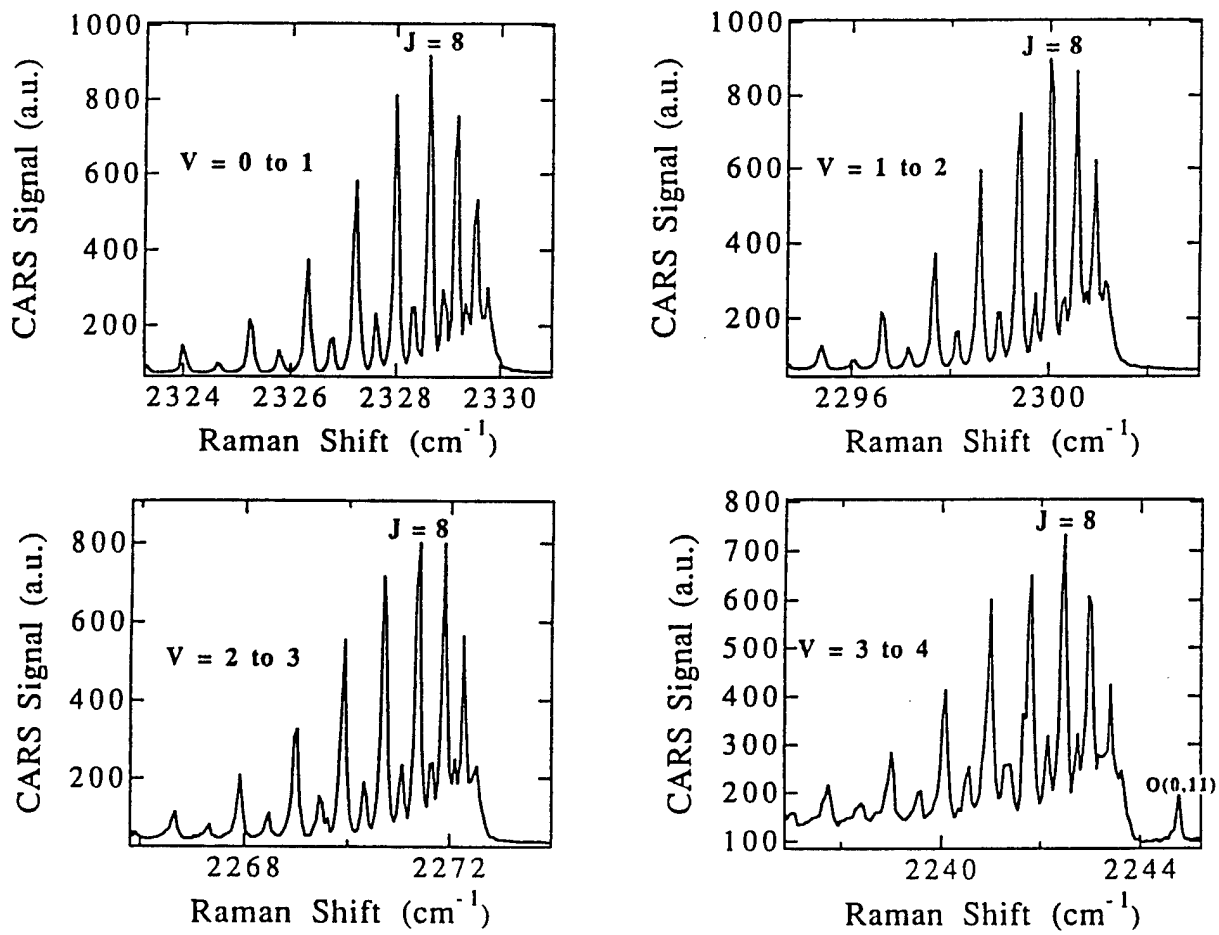 1000
800
600
400
200
CARS Signal (a.u.)
J = 8
V = 0 to 1
2324 2326 2328 2330
Raman Shift (cm-1)
1000
800
600
400
200
CARS Signal (a.u.)
J = 8
V = 1 to 2
2296 2300
Raman Shift (cm-1)
800
600
400
200
CARS Signal (a.u.)
J = 8
V = 2 to 3
2268 2272
Raman Shift (cm-1)
800
700
600
500
400
300
200
100
CARS Signal (a.u.)
J = 8
V = 3 to 4
O(0,11)
2240 2244
Raman Shift (cm-1)